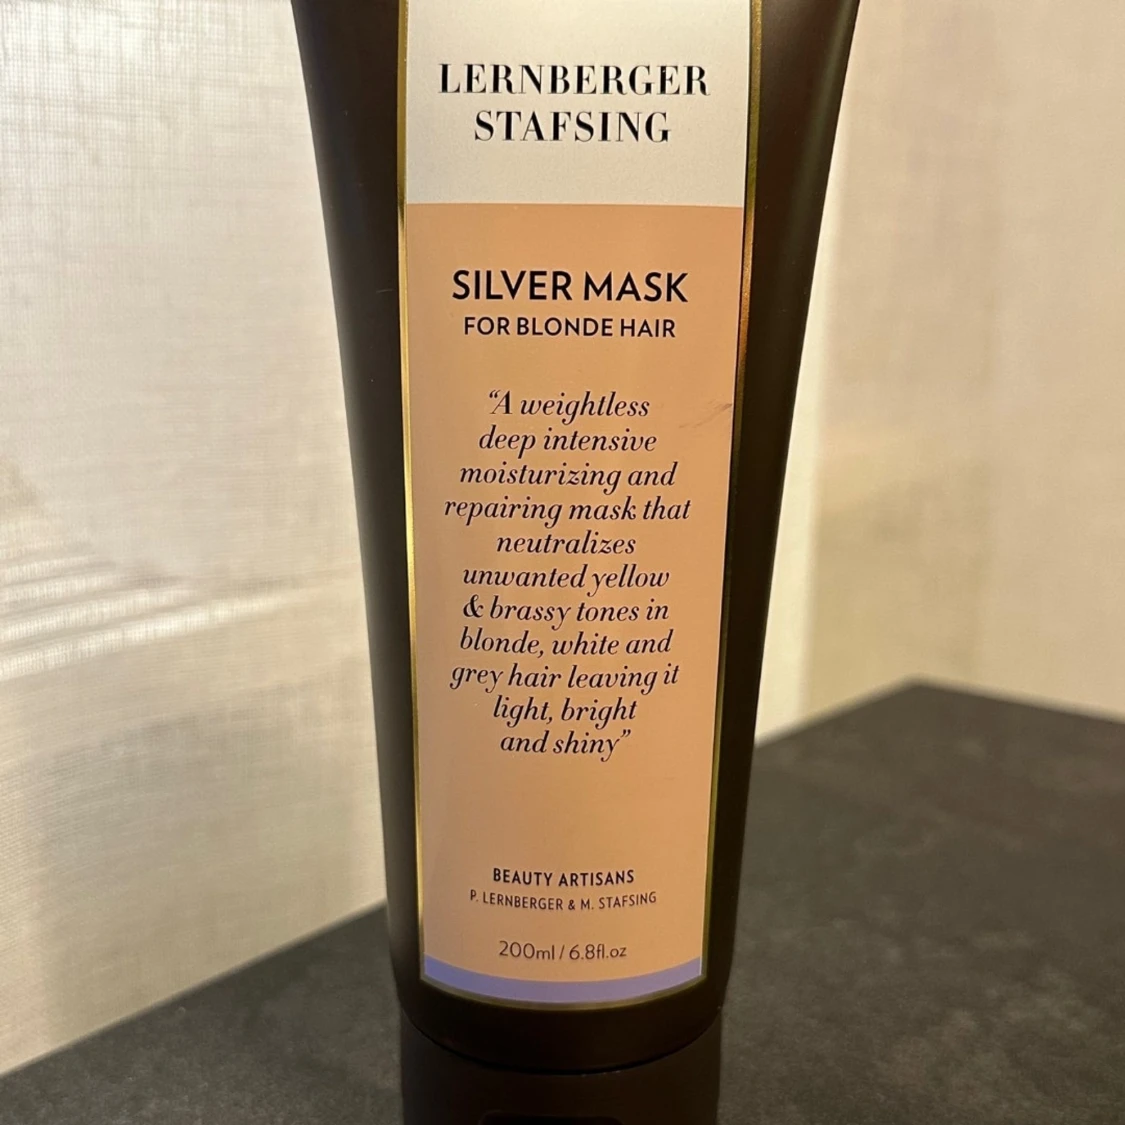 LERNBERGER
STAFSING
SILVER MASK
FOR BLONDE HAIR
“A weightless
deep intensive
moisturizing and
repairing mask that
neutralizes
unwanted yellow
& brassy tones in
blonde, white and
grey hair leaving it
light, bright
and shiny”
BEAUTY ARTISANS
P. LERNBERGER & M. STAFSING
200ml / 6.8fl.oz